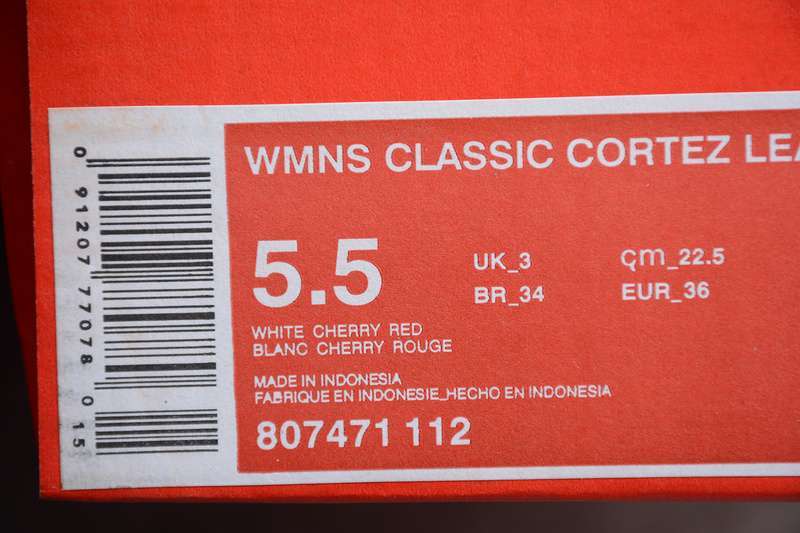 WMNS CLASSIC CORTEZ LEA
5.5
UK_3
CM_22.5
BR_34
EUR_36
WHITE CHERRY RED
BLANC CHERRY ROUGE
MADE IN INDONESIA
FABRIQUE EN INDONESIE_HECHO EN INDONESIA
807471 112
0 91207 77078 0 15